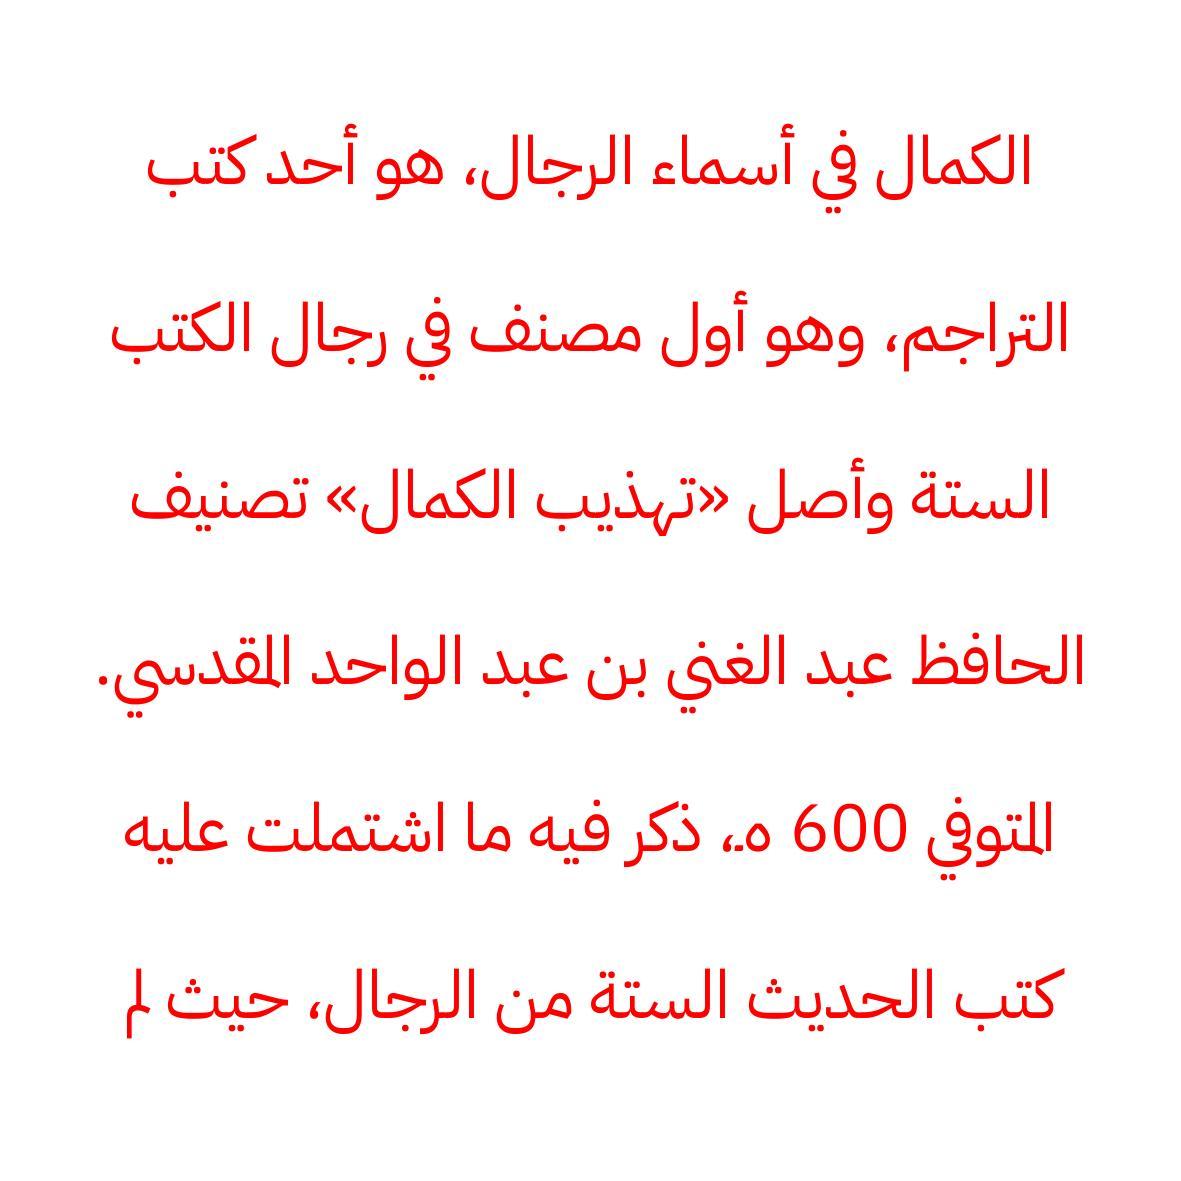 الكمال في أسماء الرجال، هو أحد كتب
التراجم، وهو أول مصنف في رجال الكتب
الستة وأصل «تهذيب الكمال» تصنيف
الحافظ عبد الغني بن عبد الواحد المقدسي.
المتوفي 600 هـ، ذكر فيه ما اشتملت عليه
كتب الحديث الستة من الرجال، حيث لم